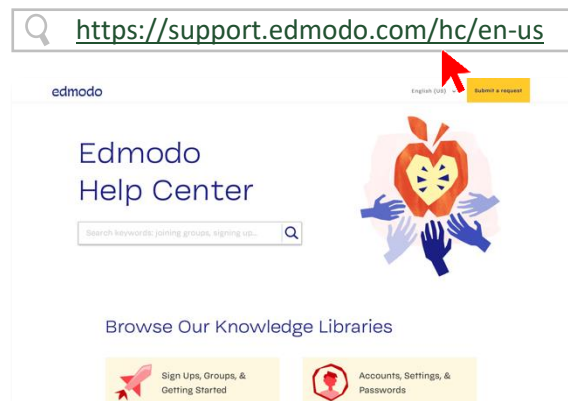 https://support.edmodo.com/hc/en-us
edmodo
English (US)
Submit a request
Edmodo
Help Center
Search keywords: joining groups, signing up...
Browse Our Knowledge Libraries
Sign Ups, Groups, &
Getting Started
Accounts, Settings, &
Passwords